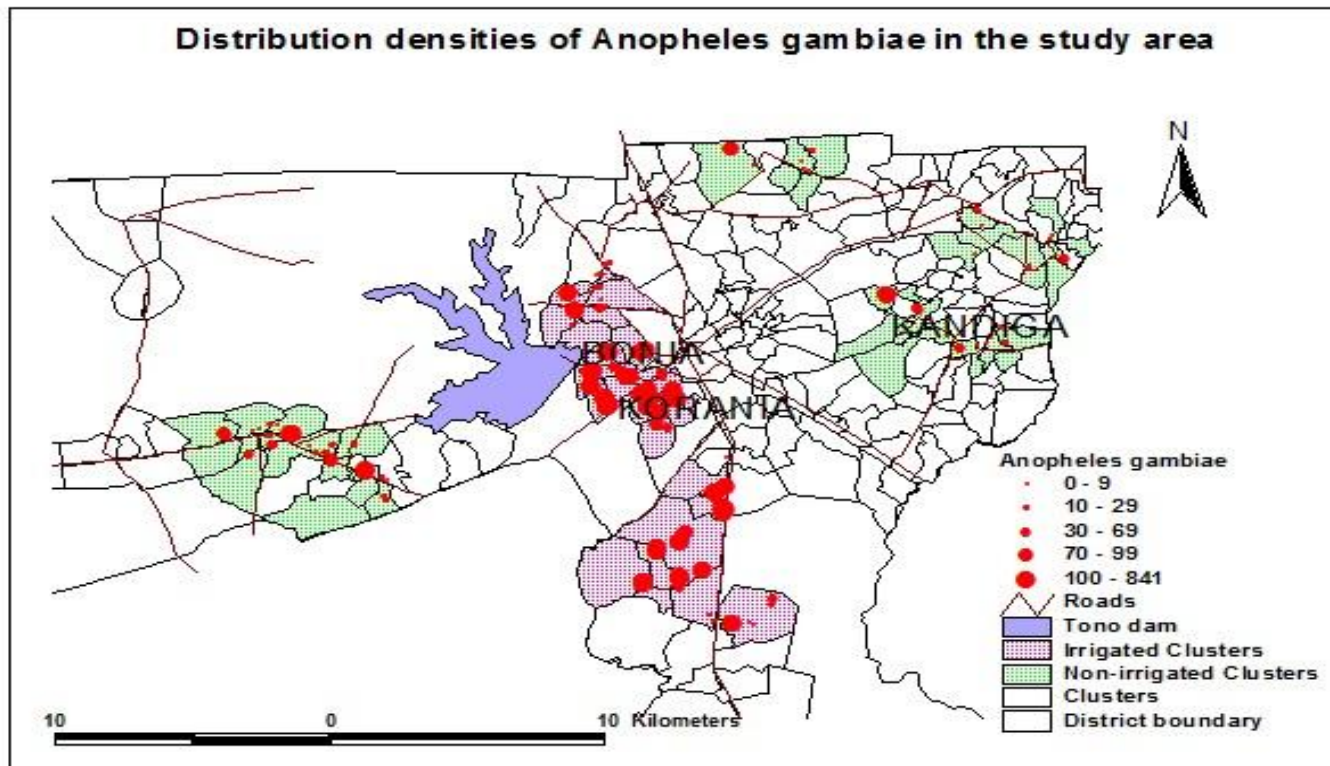 Distribution densities of Anopheles gambiae in the study area
N
KANDIGA
BONIA
KORANIA
Anopheles gambiae
0 - 9
10 - 29
30 - 69
70 - 99
100 - 841
Roads
Tono dam
Irrigated Clusters
Non-irrigated Clusters
Clusters
District boundary
10 0 10 Kilometers